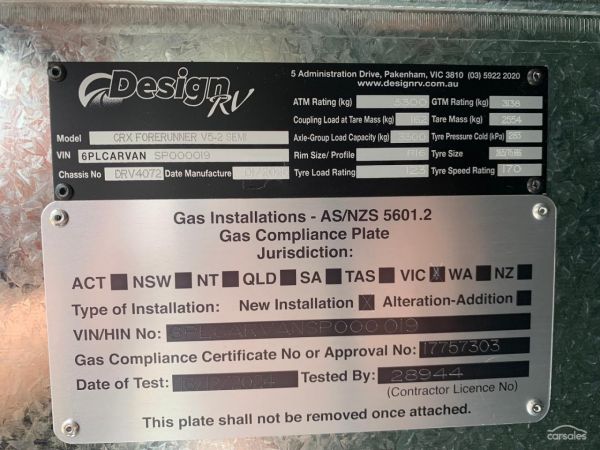 Design RV
5 Administration Drive, Pakenham, VIC 3810 (03) 5922 2020
www.designrv.com.au
ATM Rating (kg) 3300 GTM Rating (kg) 3138
Coupling Load at Tare Mass (kg) 162 Tare Mass (kg) 2554
Model CRX FORERUNNER V5-2 SEMI
Axle-Group Load Capacity (kg) 3300 Tyre Pressure Cold (kPa)
VIN 6PLCARVAN SP000019
Rim Size/ Profile R16 Tyre Size
Chassis No DRV4072 Date Manufacture
Tyre Load Rating 123 Tyre Speed Rating 170
Gas Installations - AS/NZS 5601.2
Gas Compliance Plate
Jurisdiction:
ACT NSW NT QLD SA TAS VIC X WA NZ
Type of Installation: New Installation X Alteration-Addition
VIN/HIN No: 6PLCARVANSP000019
Gas Compliance Certificate No or Approval No: 17757303
Date of Test: Tested By: 28944
(Contractor Licence No)
This plate shall not be removed once attached.
carsales